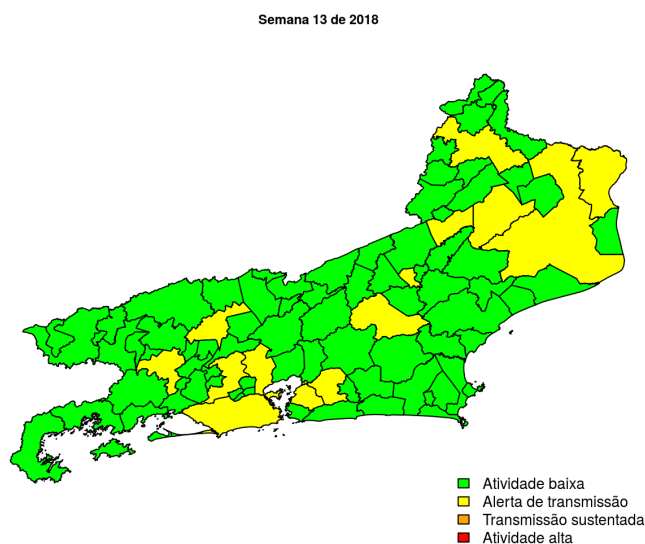 Semana 13 de 2018
Atividade baixa
Alerta de transmissão
Transmissão sustentada
Atividade alta